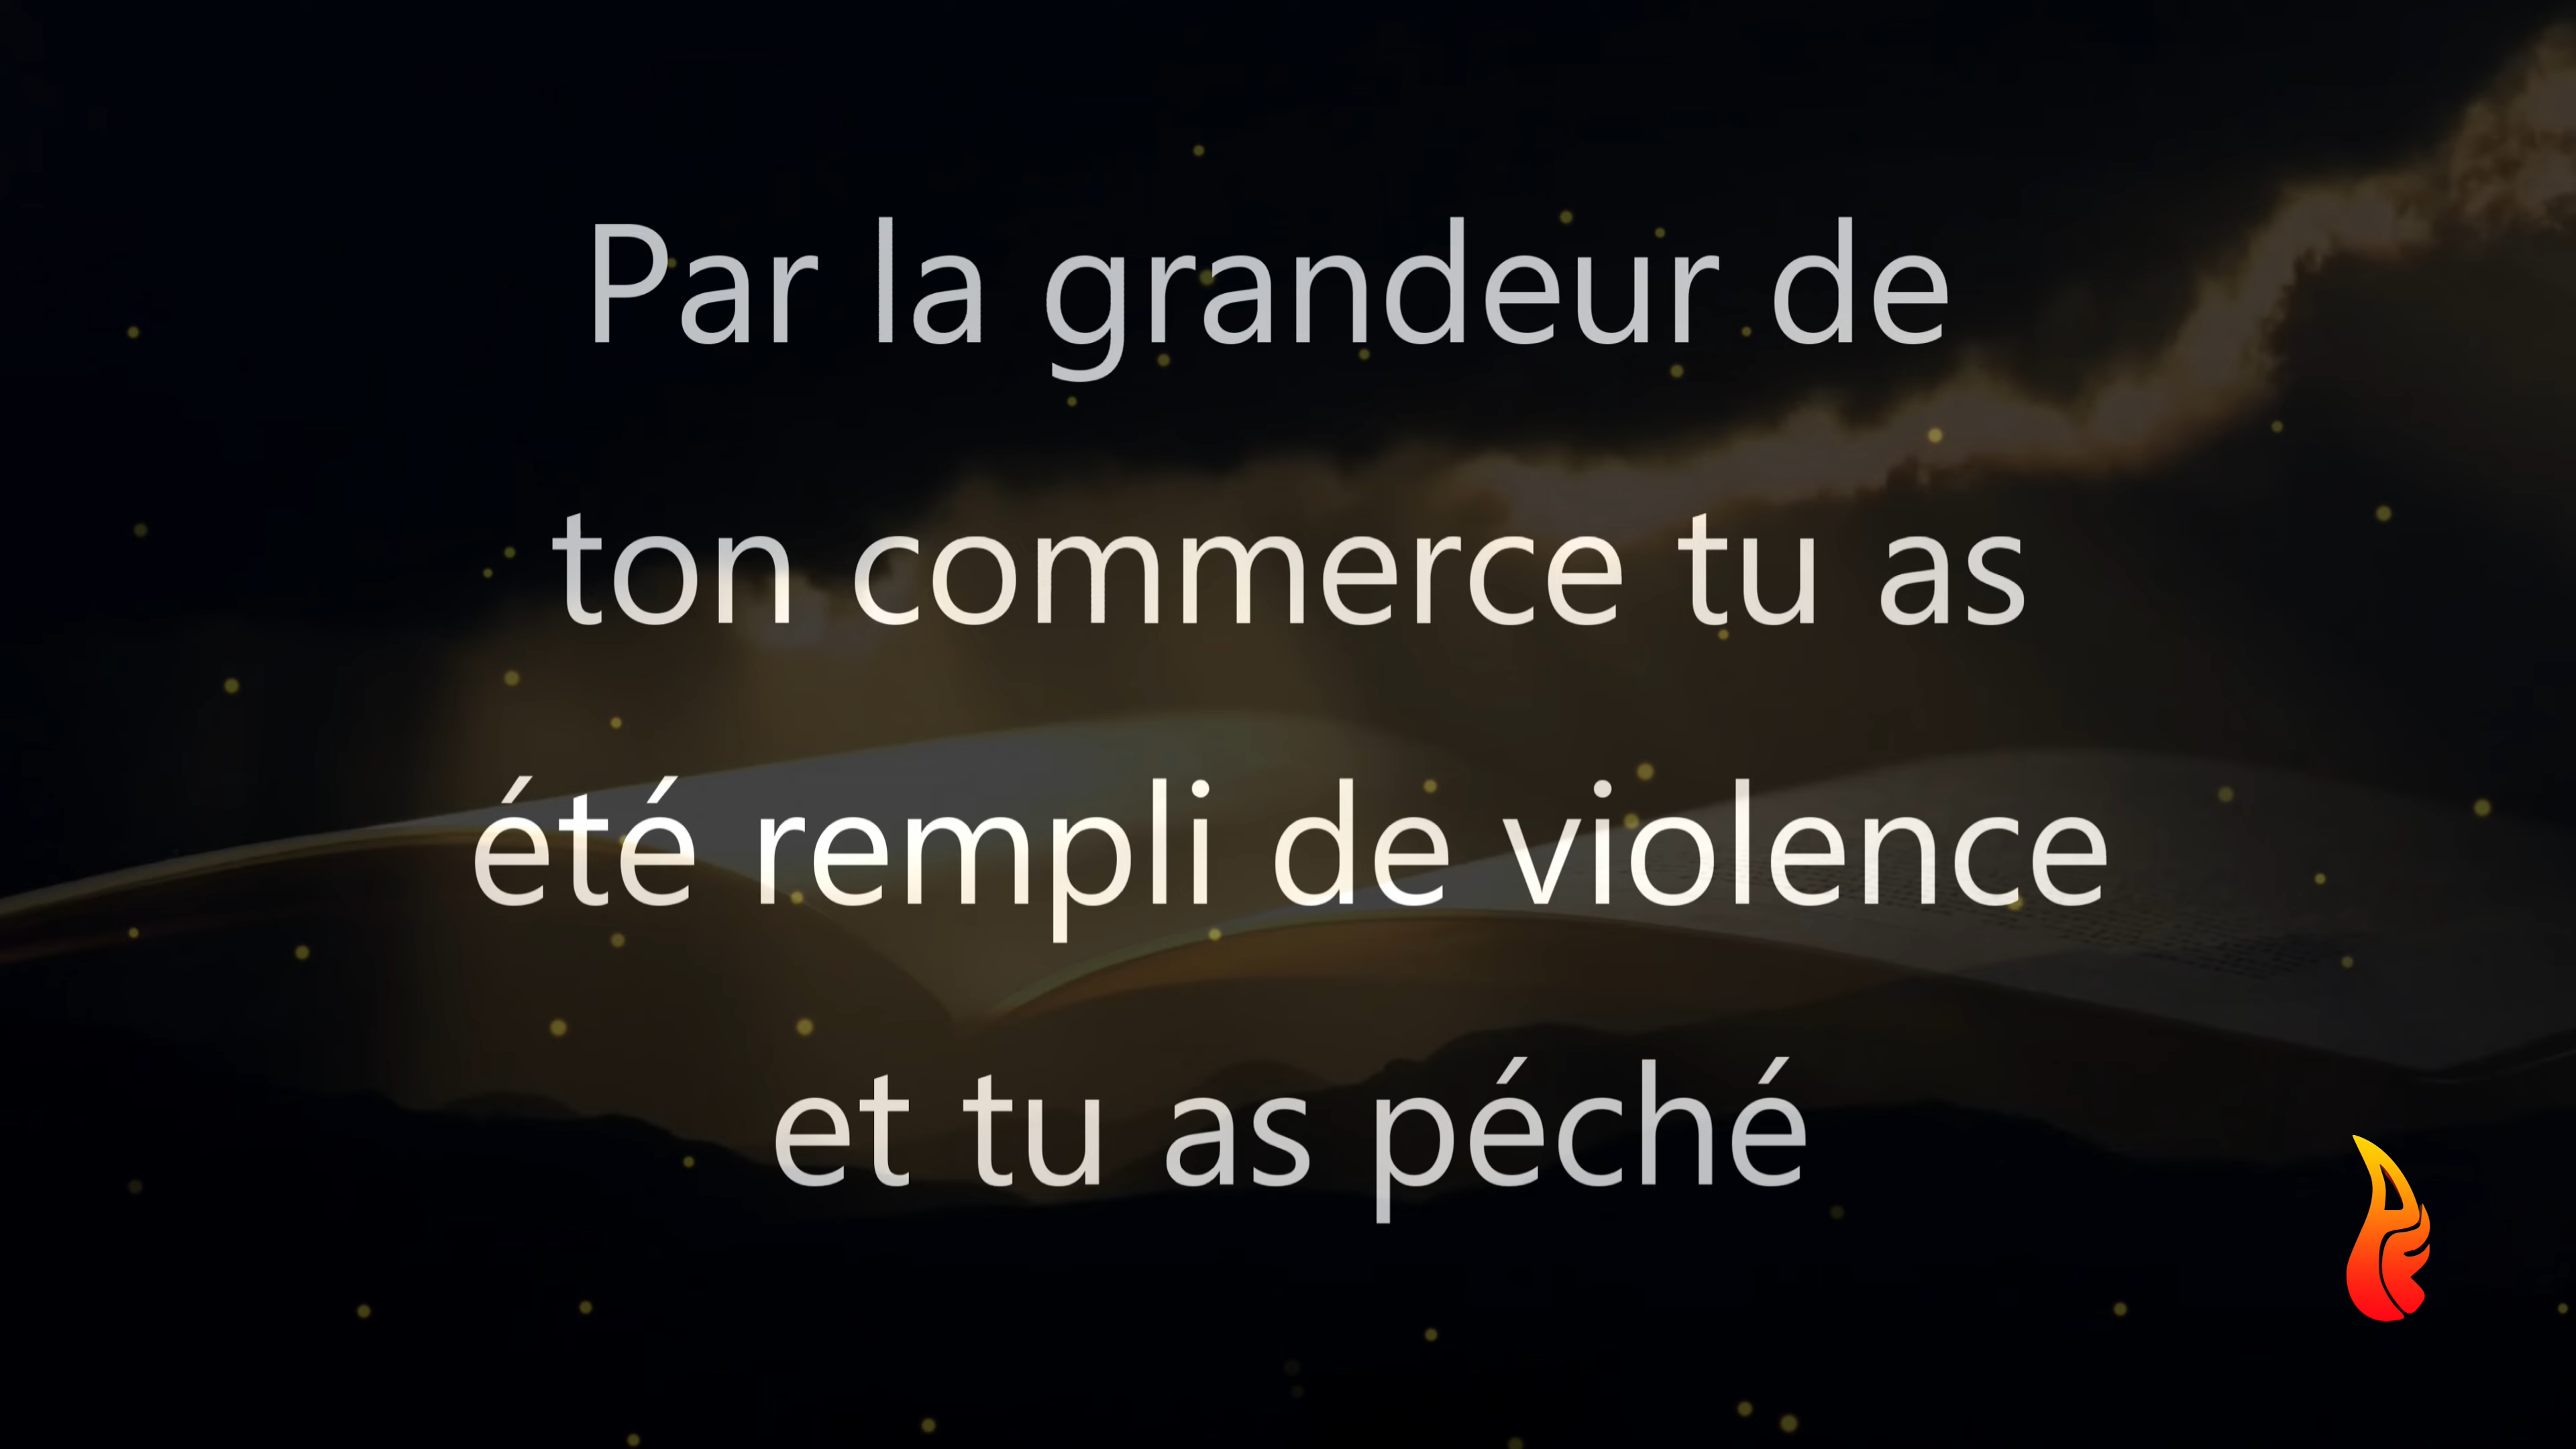 Par la grandeur de
ton commerce tu as
été rempli de violence
et tu as péché